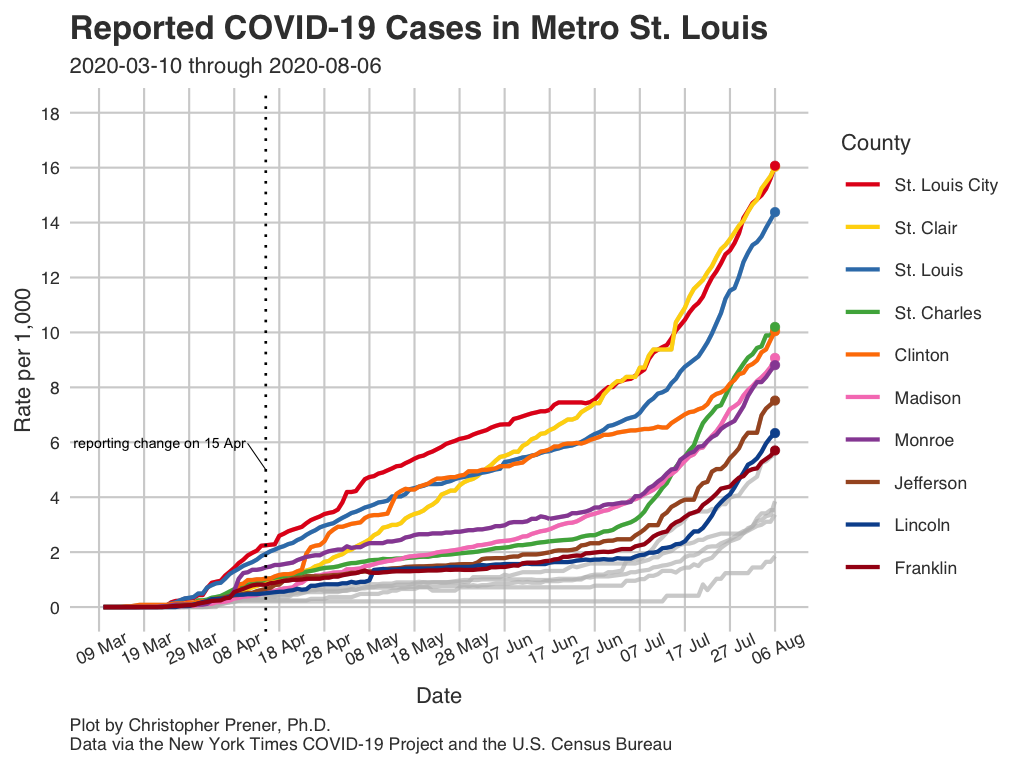 Reported COVID-19 Cases in Metro St. Louis
2020-03-10 through 2020-08-06
Rate per 1,000
18
16
14
12
10
8
6
4
2
0
reporting change on 15 Apr
09 Mar
19 Mar
29 Mar
08 Apr
18 Apr
28 Apr
08 May
18 May
28 May
07 Jun
17 Jun
27 Jun
07 Jul
17 Jul
27 Jul
06 Aug
Date
County
St. Louis City
St. Clair
St. Louis
St. Charles
Clinton
Madison
Monroe
Jefferson
Lincoln
Franklin
Plot by Christopher Prener, Ph.D.
Data via the New York Times COVID-19 Project and the U.S. Census Bureau